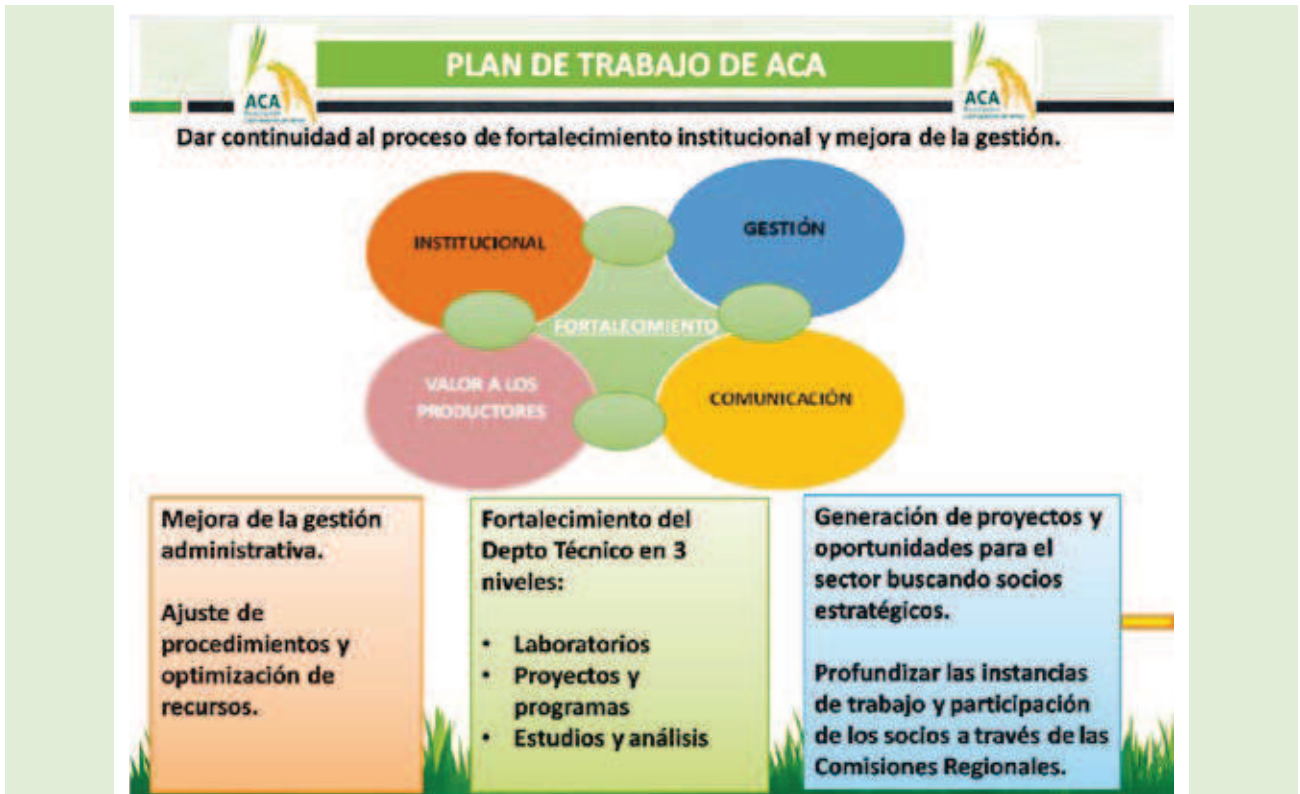 PLAN DE TRABAJO DE ACA
ACA
ACA
Dar continuidad al proceso de fortalecimiento institucional y mejora de la gestión.
INSTITUCIONAL
GESTIÓN
FORTALECIMIENTO
VALOR A LOS
PRODUCTORES
COMUNICACIÓN
Mejora de la gestión
administrativa.
Ajuste de
procedimientos y
optimización de
recursos.
Fortalecimiento del
Depto Técnico en 3
niveles:
• Laboratorios
• Proyectos y
programas
• Estudios y análisis
Generación de proyectos y
oportunidades para el
sector buscando socios
estratégicos.
Profundizar las instancias
de trabajo y participación
de los socios a través de las
Comisiones Regionales.